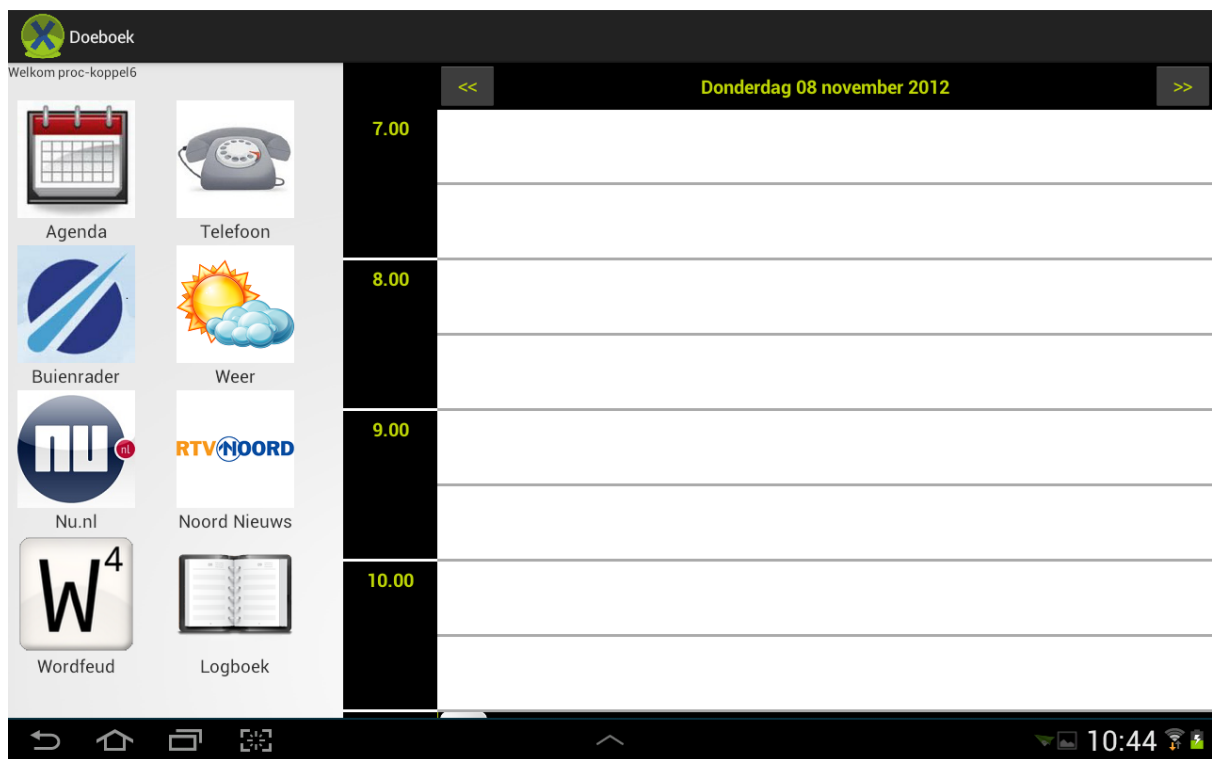 Doeboek
Welkom proc-koppel6
Agenda
Telefoon
Buienrader
Weer
nu
nl
RTV NOORD
Nu.nl
Noord Nieuws
W4
Wordfeud
Logboek
<< Donderdag 08 november 2012 >>
7.00
8.00
9.00
10.00
10:44